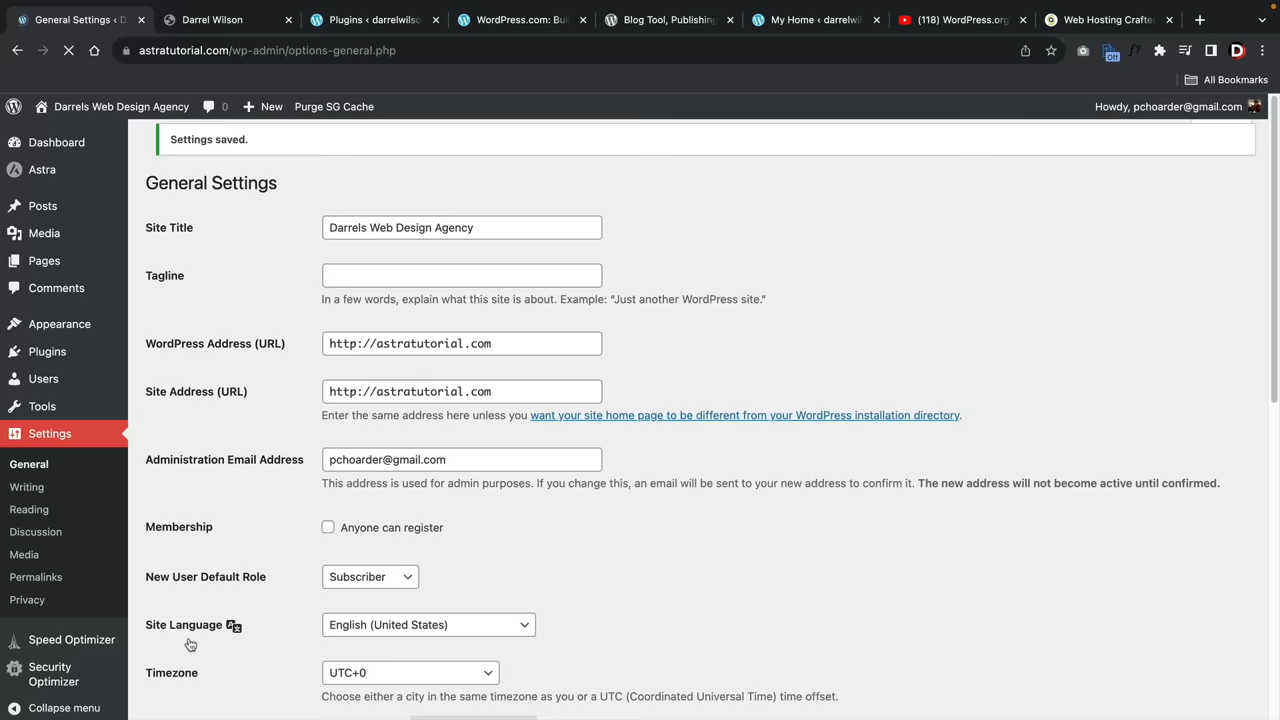 General Settings ‹ D
Darrel Wilson
Plugins ‹ darrelwilso
WordPress.com: Bui
Blog Tool, Publishing
My Home ‹ darrelwil
(118) WordPress.org
Web Hosting Crafte
astratutorial.com/wp-admin/options-general.php
Off
D
All Bookmarks
Darrels Web Design Agency
0
New
Purge SG Cache
Howdy, pchoarder@gmail.com
Dashboard
Astra
Posts
Media
Pages
Comments
Appearance
Plugins
Users
Tools
Settings
General
Writing
Reading
Discussion
Media
Permalinks
Privacy
Speed Optimizer
Security
Optimizer
Collapse menu
Settings saved.
General Settings
Site Title
Darrels Web Design Agency
Tagline
In a few words, explain what this site is about. Example: “Just another WordPress site.”
WordPress Address (URL)
http://astratutorial.com
Site Address (URL)
http://astratutorial.com
Enter the same address here unless you want your site home page to be different from your WordPress installation directory.
Administration Email Address
pchoarder@gmail.com
This address is used for admin purposes. If you change this, an email will be sent to your new address to confirm it. The new address will not become active until confirmed.
Membership
Anyone can register
New User Default Role
Subscriber
Site Language
English (United States)
Timezone
UTC+0
Choose either a city in the same timezone as you or a UTC (Coordinated Universal Time) time offset.